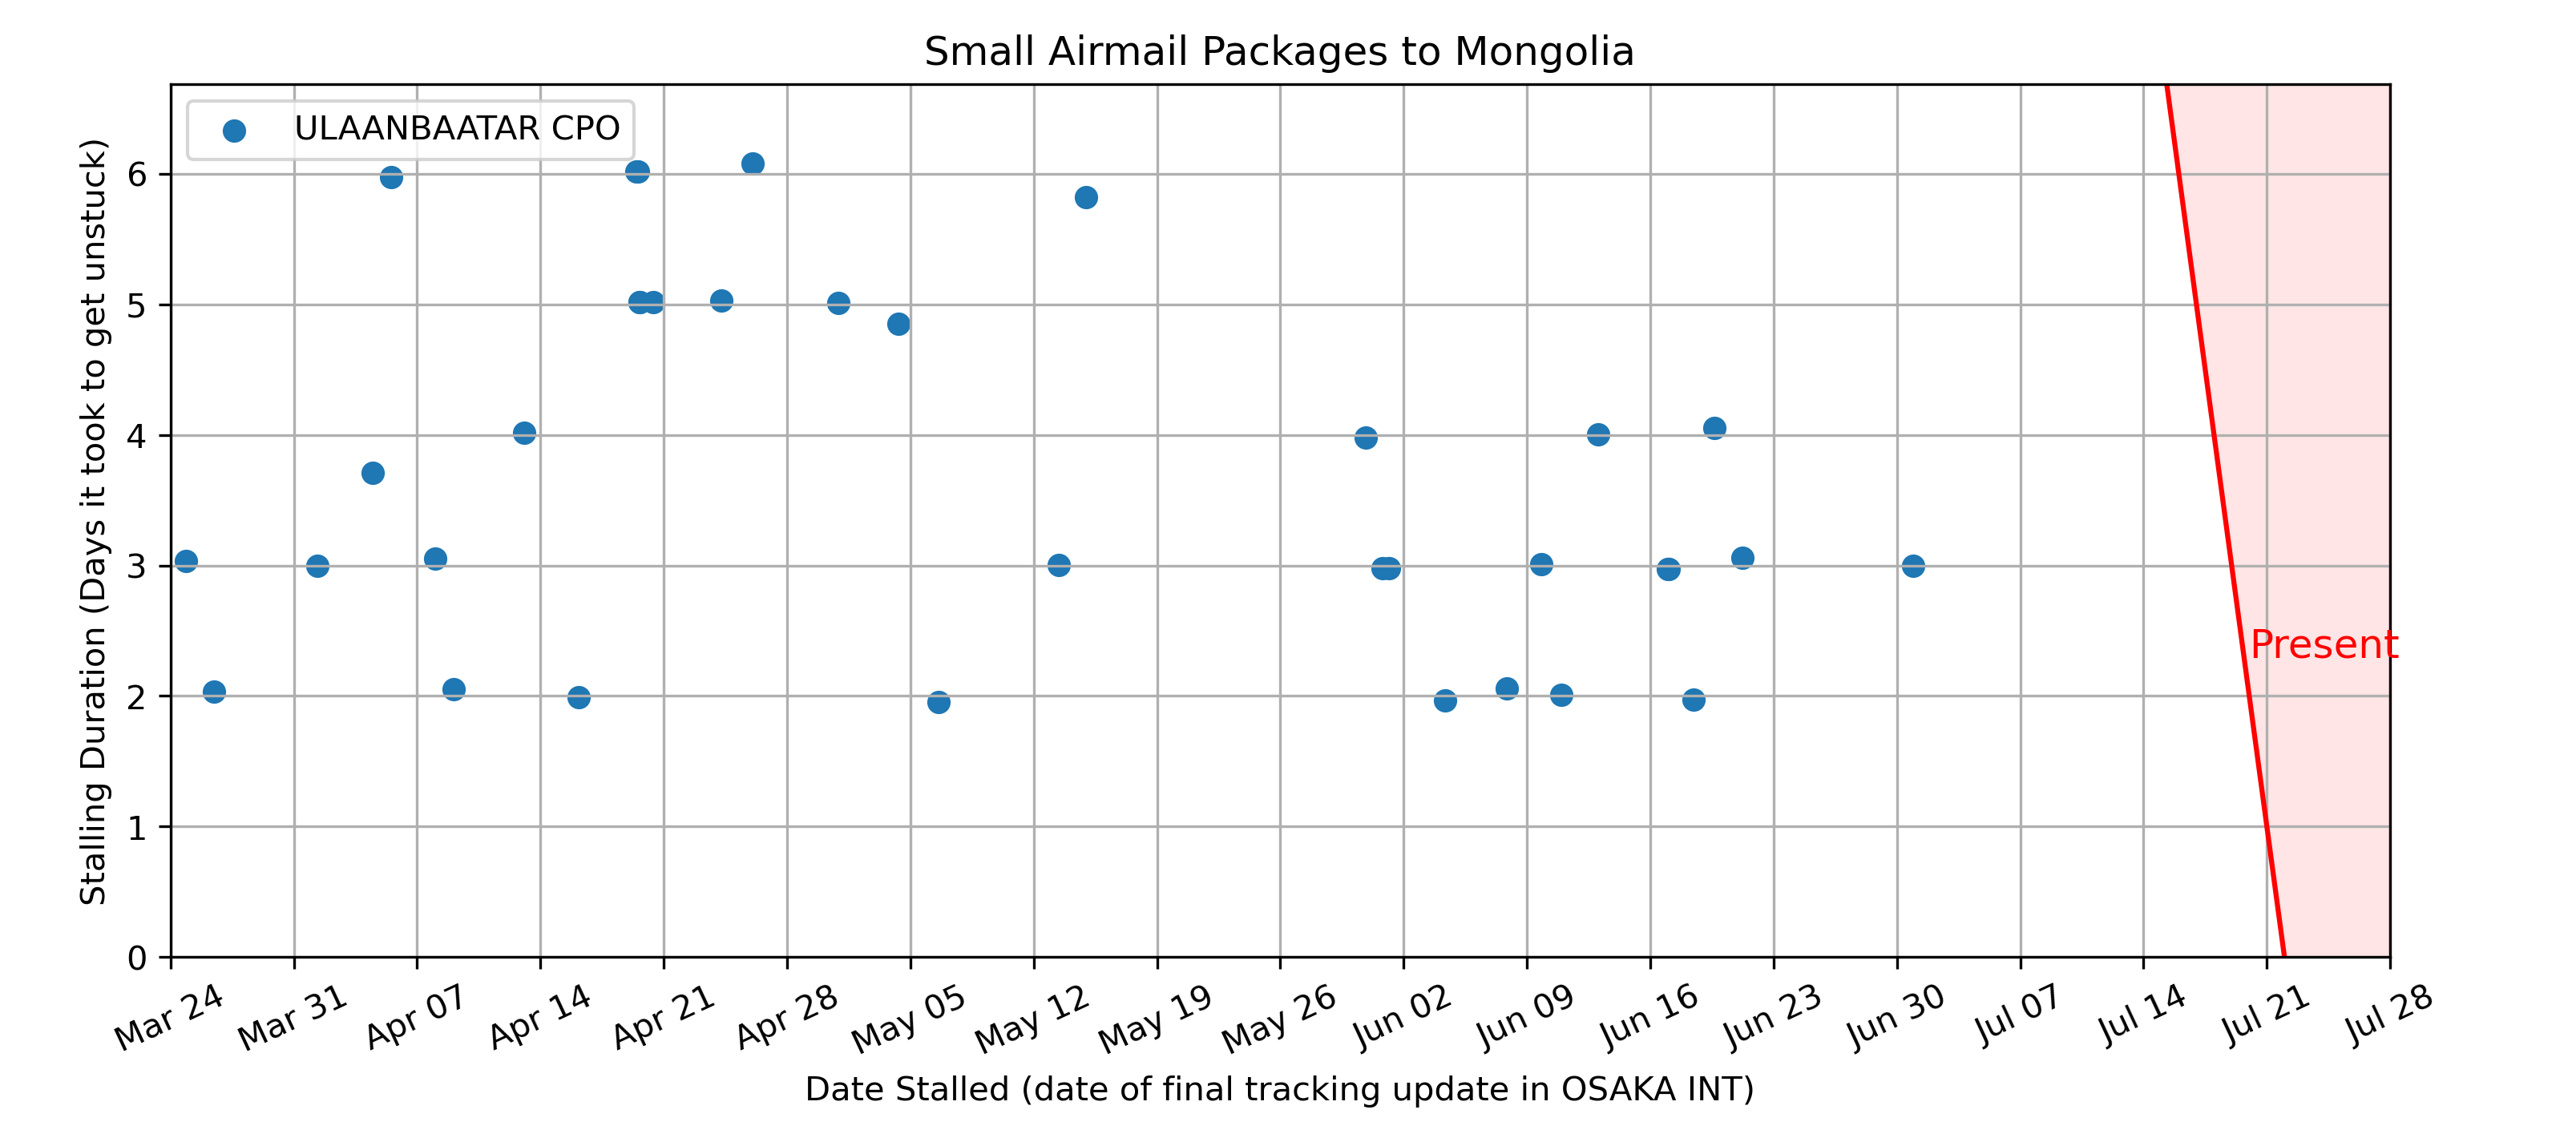 Small Airmail Packages to Mongolia
ULAANBAATAR CPO
Stalling Duration (Days it took to get unstuck)
6
5
4
3
2
1
0
Present
Mar 24
Mar 31
Apr 07
Apr 14
Apr 21
Apr 28
May 05
May 12
May 19
May 26
Jun 02
Jun 09
Jun 16
Jun 23
Jun 30
Jul 07
Jul 14
Jul 21
Jul 28
Date Stalled (date of final tracking update in OSAKA INT)